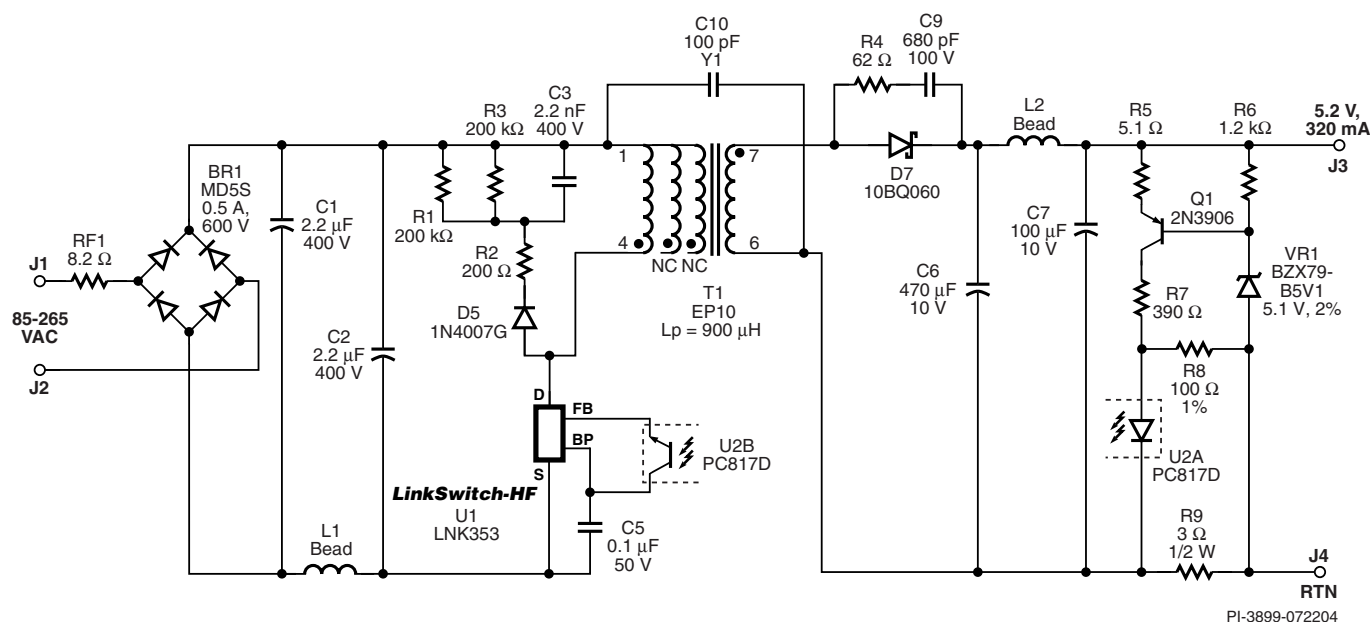 C10
100 pF
Y1
R4
62 Ω
C9
680 pF
100 V
R3
200 kΩ
C3
2.2 nF
400 V
L2
Bead
R5
5.1 Ω
R6
1.2 kΩ
5.2 V,
320 mA
J3
BR1
MD5S
0.5 A,
600 V
C1
2.2 µF
400 V
R1
200 kΩ
1
4
NC NC
7
6
D7
10BQ060
Q1
2N3906
RF1
8.2 Ω
J1
85-265
VAC
J2
R2
200 Ω
D5
1N4007G
T1
EP10
Lp = 900 µH
C7
100 µF
10 V
C6
470 µF
10 V
VR1
BZX79-
B5V1
5.1 V, 2%
R7
390 Ω
R8
100 Ω
1%
C2
2.2 µF
400 V
D
FB
BP
S
U2B
PC817D
U2A
PC817D
LinkSwitch-HF
U1
LNK353
C5
0.1 µF
50 V
L1
Bead
R9
3 Ω
1/2 W
J4
RTN
PI-3899-072204